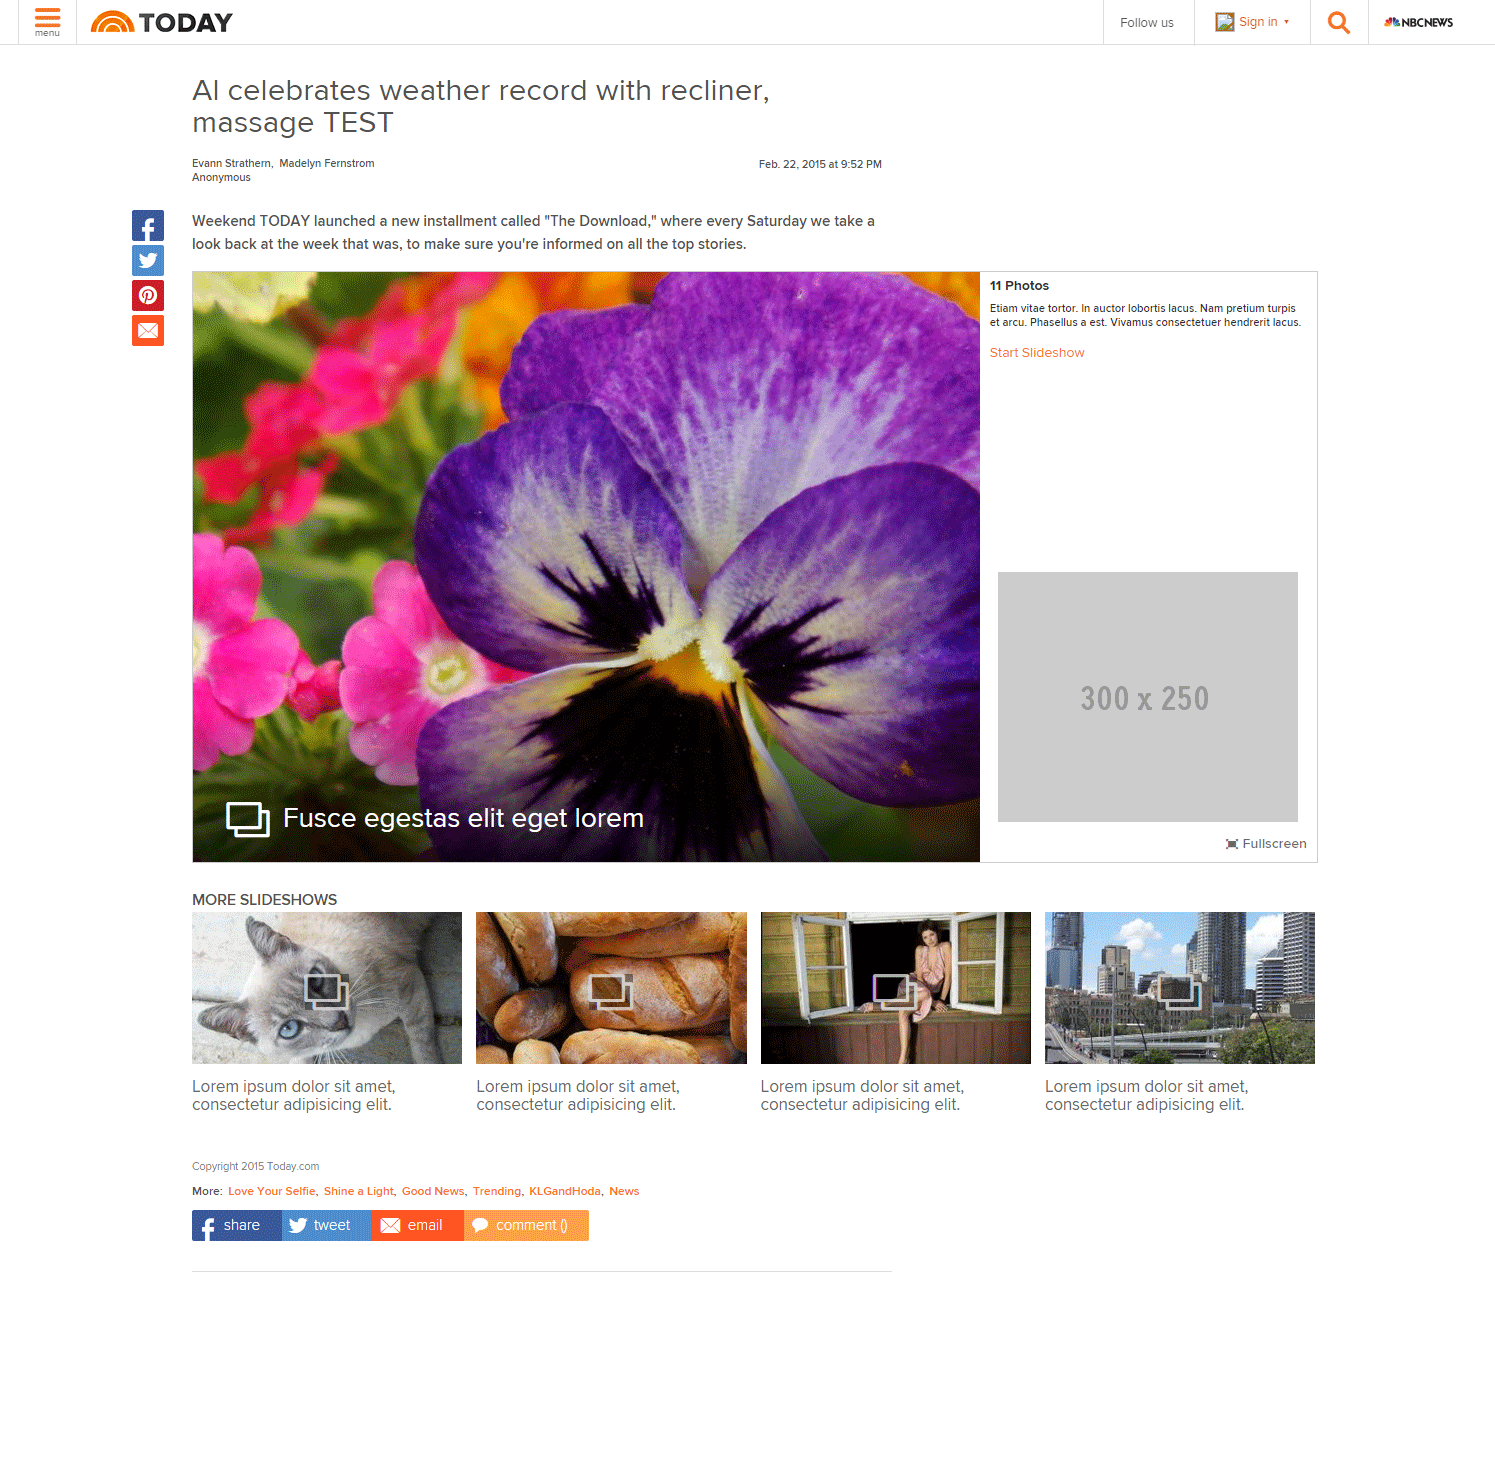 menu
TODAY
Follow us
Sign in
NBCNEWS
Al celebrates weather record with recliner,
massage TEST
Evann Strathern, Madelyn Fernstrom
Anonymous
Feb. 22, 2015 at 9:52 PM
Weekend TODAY launched a new installment called "The Download," where every Saturday we take a
look back at the week that was, to make sure you're informed on all the top stories.
Fusce egestas elit eget lorem
11 Photos
Etiam vitae tortor. In auctor lobortis lacus. Nam pretium turpis
et arcu. Phasellus a est. Vivamus consectetuer hendrerit lacus.
Start Slideshow
300 x 250
Fullscreen
MORE SLIDESHOWS
Lorem ipsum dolor sit amet,
consectetur adipisicing elit.
Lorem ipsum dolor sit amet,
consectetur adipisicing elit.
Lorem ipsum dolor sit amet,
consectetur adipisicing elit.
Lorem ipsum dolor sit amet,
consectetur adipisicing elit.
Copyright 2015 Today.com
More: Love Your Selfie, Shine a Light, Good News, Trending, KLGandHoda, News
share
tweet
email
comment ()